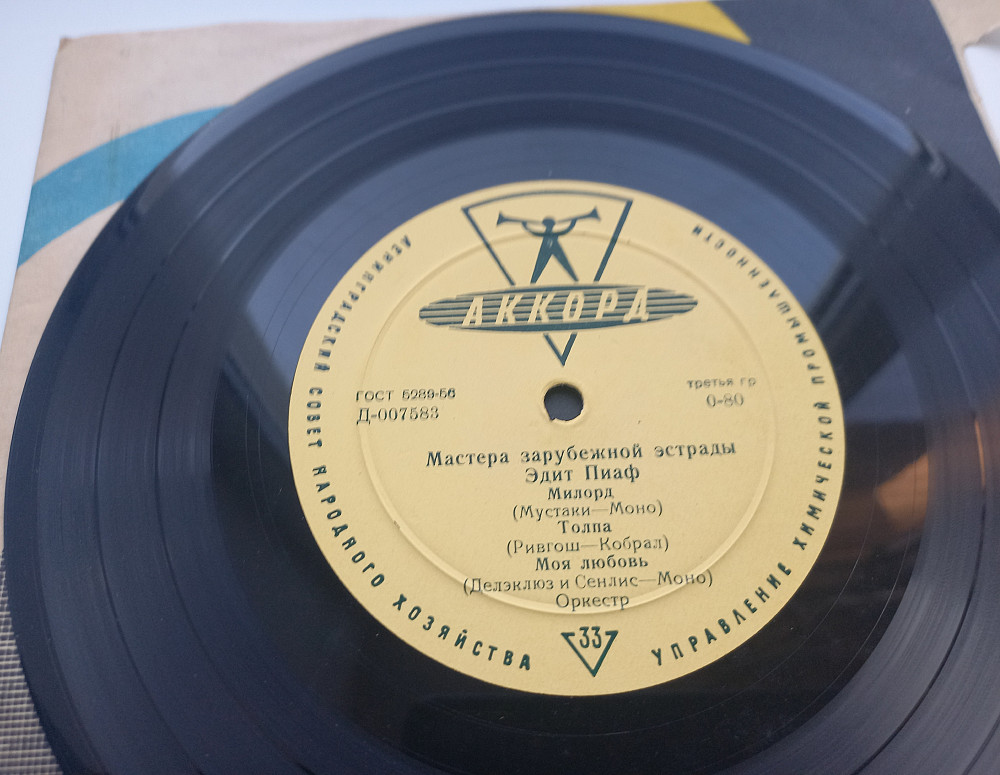 АККОРД
ЛЕНИНГРАДСКИЙ СОВЕТ НАРОДНОГО ХОЗЯЙСТВА
УПРАВЛЕНИЕ ХИМИЧЕСКОЙ ПРОМЫШЛЕННОСТИ
ГОСТ 5289-56
Д-007583
третья гр
0-80
Мастера зарубежной эстрады
Эдит Пиаф
Милорд
(Мустаки—Моно)
Толпа
(Ривгош—Кобрал)
Моя любовь
(Делэклюз и Сенлис—Моно)
Оркестр
33